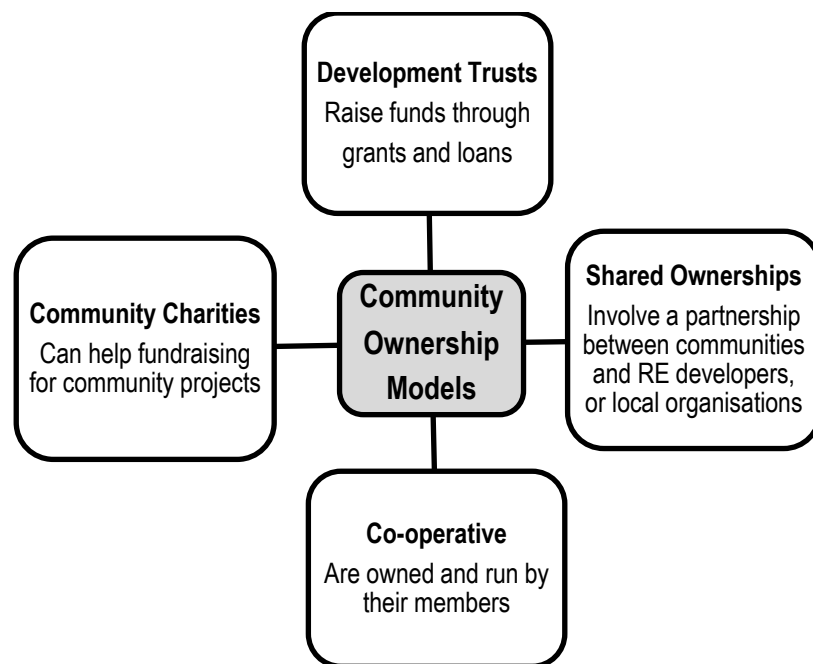 Development Trusts
Raise funds through
grants and loans
Community Charities
Can help fundraising
for community projects
Community
Ownership
Models
Shared Ownerships
Involve a partnership
between communities
and RE developers,
or local organisations
Co-operative
Are owned and run by
their members